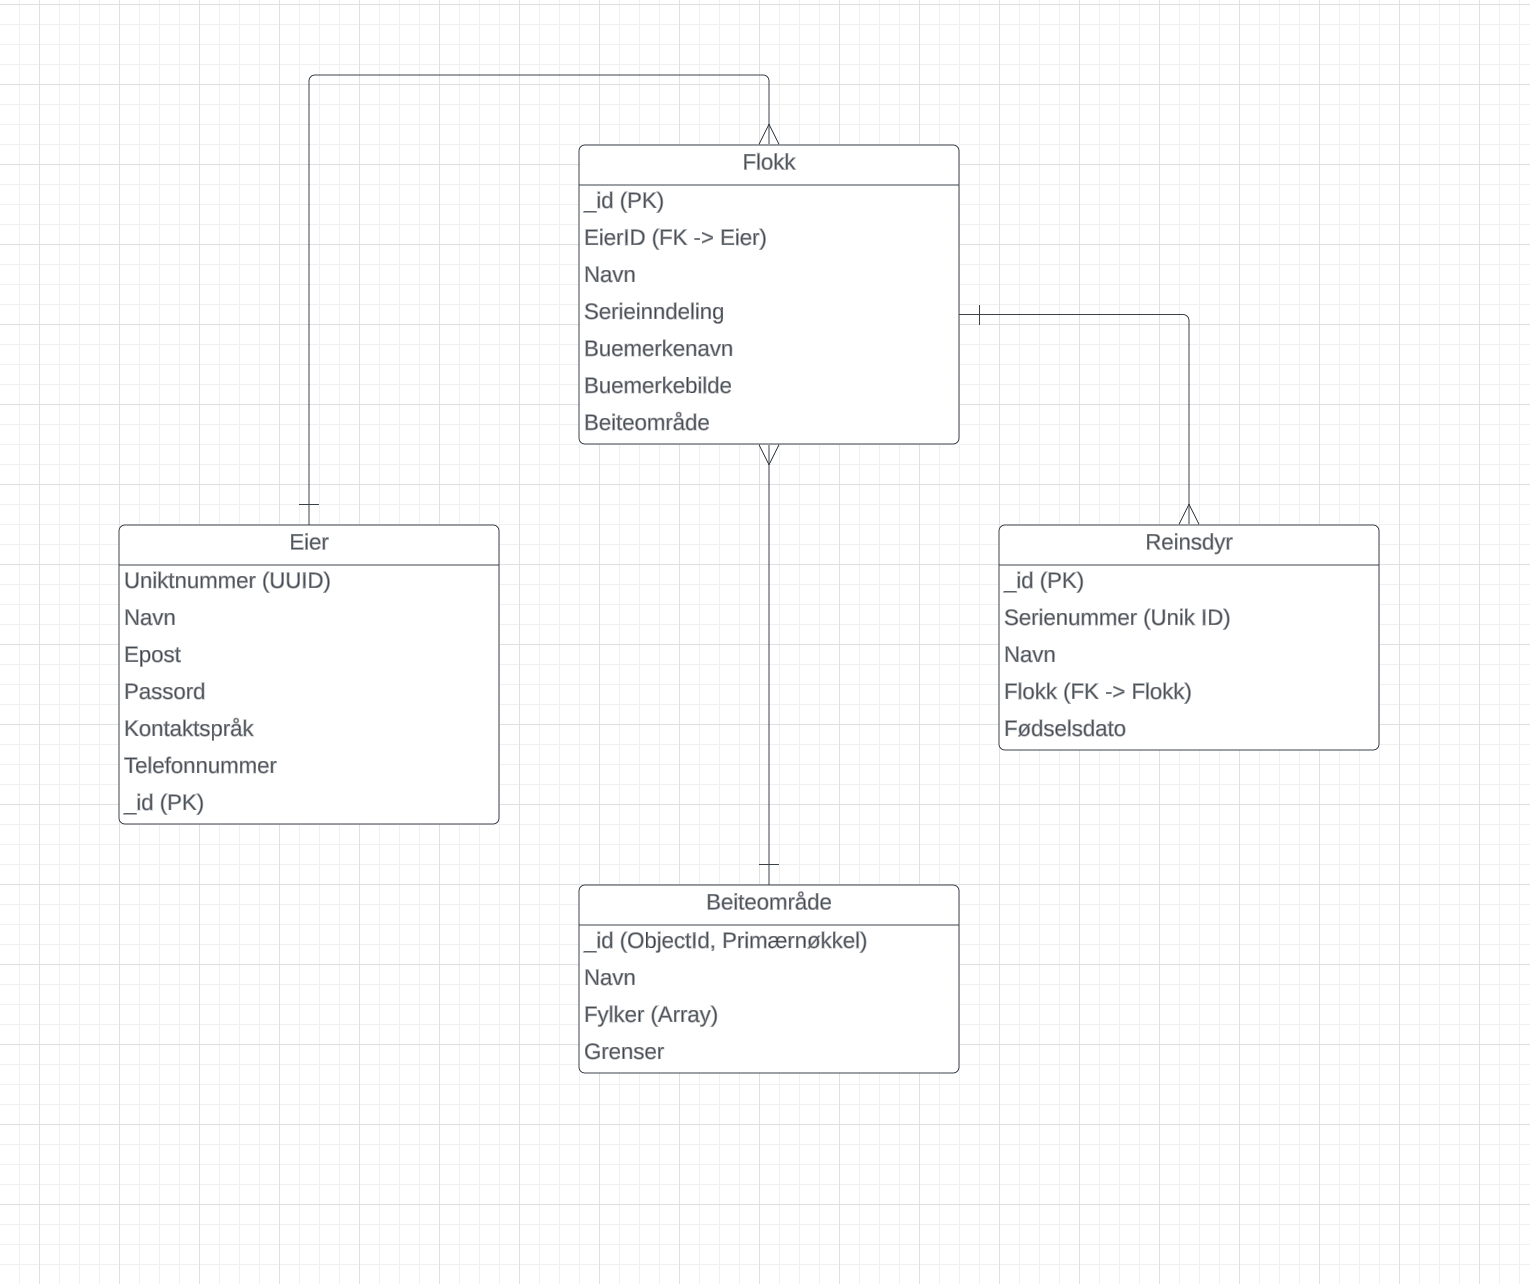 Flokk
_id (PK)
EierID (FK -> Eier)
Navn
Serieinndeling
Buemerkenavn
Buemerkebilde
Beiteområde
Eier
Uniktnummer (UUID)
Navn
Epost
Passord
Kontaktspråk
Telefonnummer
_id (PK)
Reinsdyr
_id (PK)
Serienummer (Unik ID)
Navn
Flokk (FK -> Flokk)
Fødselsdato
Beiteområde
_id (ObjectId, Primærnøkkel)
Navn
Fylker (Array)
Grenser